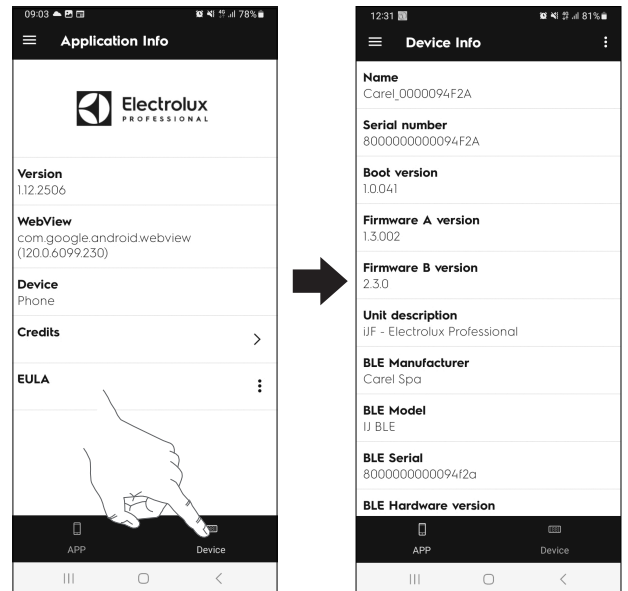 09:03 78%
Application Info
Electrolux
PROFESSIONAL
Version
1.12.2506
WebView
com.google.android.webview
(120.0.6099.230)
Device
Phone
Credits
EULA
APP Device
12:31 81%
Device Info
Name
Carel_0000094F2A
Serial number
8000000000094F2A
Boot version
1.0.041
Firmware A version
1.3.002
Firmware B version
2.3.0
Unit description
iJF - Electrolux Professional
BLE Manufacturer
Carel Spa
BLE Model
IJ BLE
BLE Serial
8000000000094f2a
BLE Hardware version
APP Device